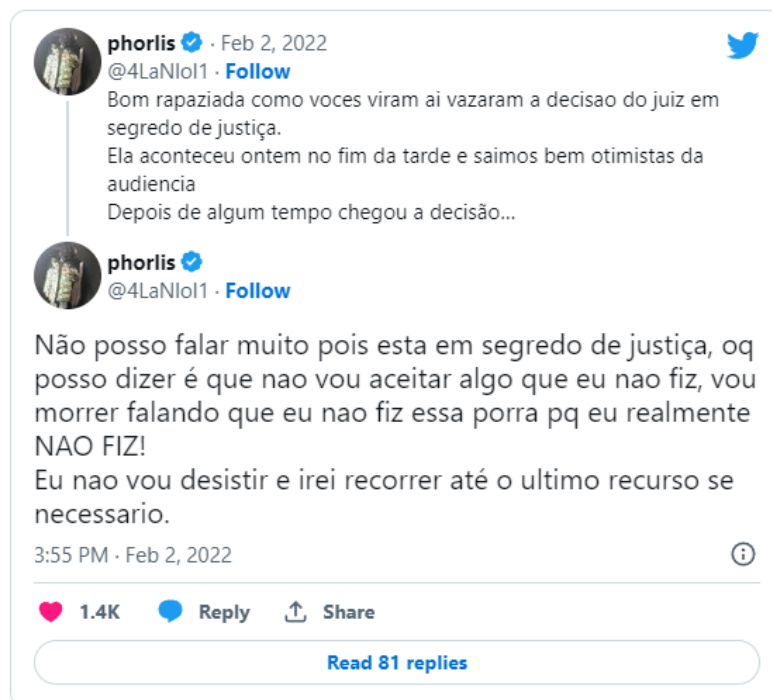 phorlis · Feb 2, 2022
@4LaNlol1 · Follow
Bom rapaziada como voces viram ai vazaram a decisao do juiz em
segredo de justiça.
Ela aconteceu ontem no fim da tarde e saimos bem otimistas da
audiencia
Depois de algum tempo chegou a decisão...
phorlis
@4LaNlol1 · Follow
Não posso falar muito pois esta em segredo de justiça, oq
posso dizer é que nao vou aceitar algo que eu nao fiz, vou
morrer falando que eu nao fiz essa porra pq eu realmente
NAO FIZ!
Eu nao vou desistir e irei recorrer até o ultimo recurso se
necessario.
3:55 PM · Feb 2, 2022
1.4K Reply Share
Read 81 replies